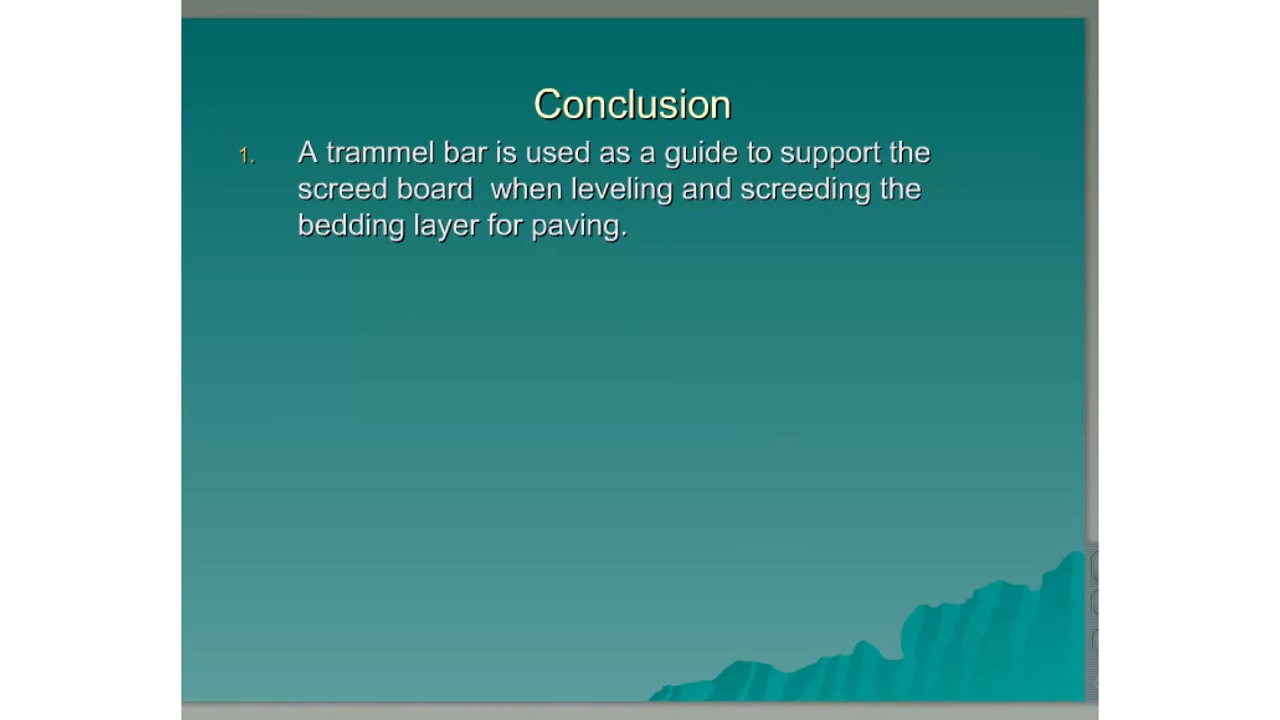 Conclusion
1. A trammel bar is used as a guide to support the
screed board  when leveling and screeding the
bedding layer for paving.